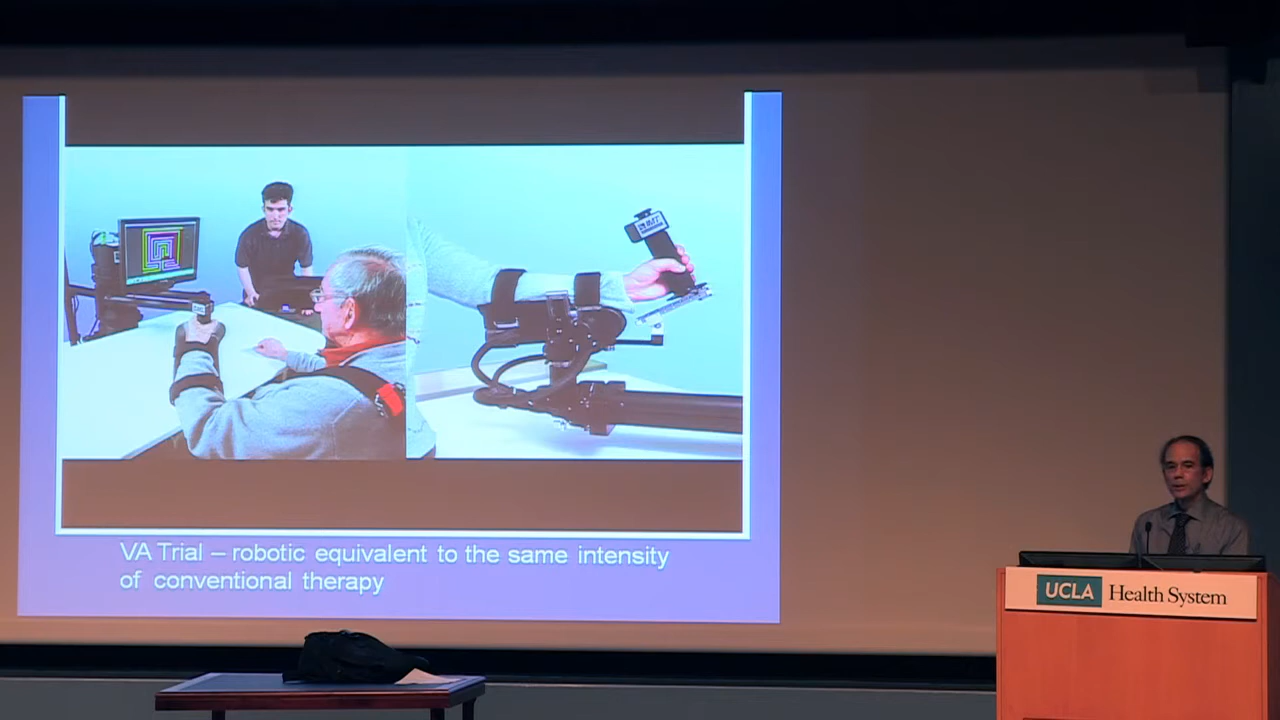 VA Trial – robotic equivalent to the same intensity
of conventional therapy
UCLA Health System